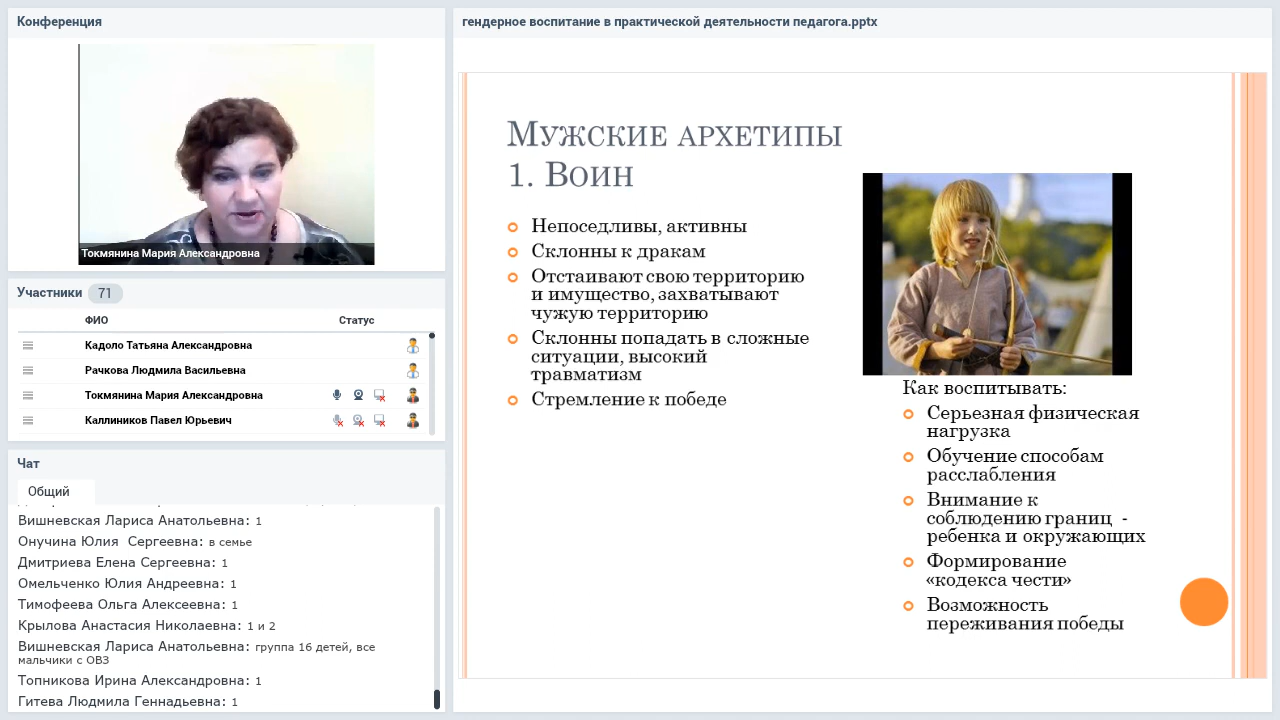 Конференция
Токмянина Мария Александровна
Участники 71
ФИО Статус
Кадоло Татьяна Александровна
Рачкова Людмила Васильевна
Токмянина Мария Александровна
Каллиников Павел Юрьевич
Чат
Общий
Вишневская Лариса Анатольевна: 1
Онучина Юлия  Сергеевна: в семье
Дмитриева Елена Сергеевна: 1
Омельченко Юлия Андреевна: 1
Тимофеева Ольга Алексеевна: 1
Крылова Анастасия Николаевна: 1 и 2
Вишневская Лариса Анатольевна: группа 16 детей, все
мальчики с ОВЗ
Топникова Ирина Александровна: 1
Гитева Людмила Геннадьевна: 1
гендерное воспитание в практической деятельности педагога.pptx
Мужские архетипы
1. Воин
Непоседливы, активны
Склонны к дракам
Отстаивают свою территорию
и имущество, захватывают
чужую территорию
Склонны попадать в сложные
ситуации, высокий
травматизм
Стремление к победе
Как воспитывать:
Серьезная физическая
нагрузка
Обучение способам
расслабления
Внимание к
соблюдению границ  -
ребенка и окружающих
Формирование
«кодекса чести»
Возможность
переживания победы